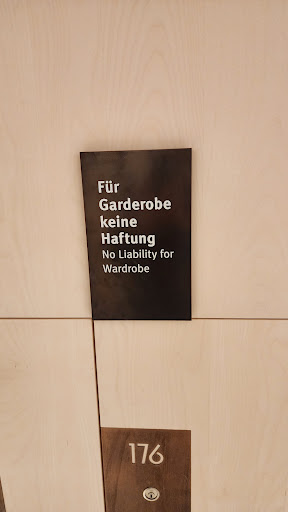 Für
Garderobe
keine
Haftung
No Liability for
Wardrobe
176